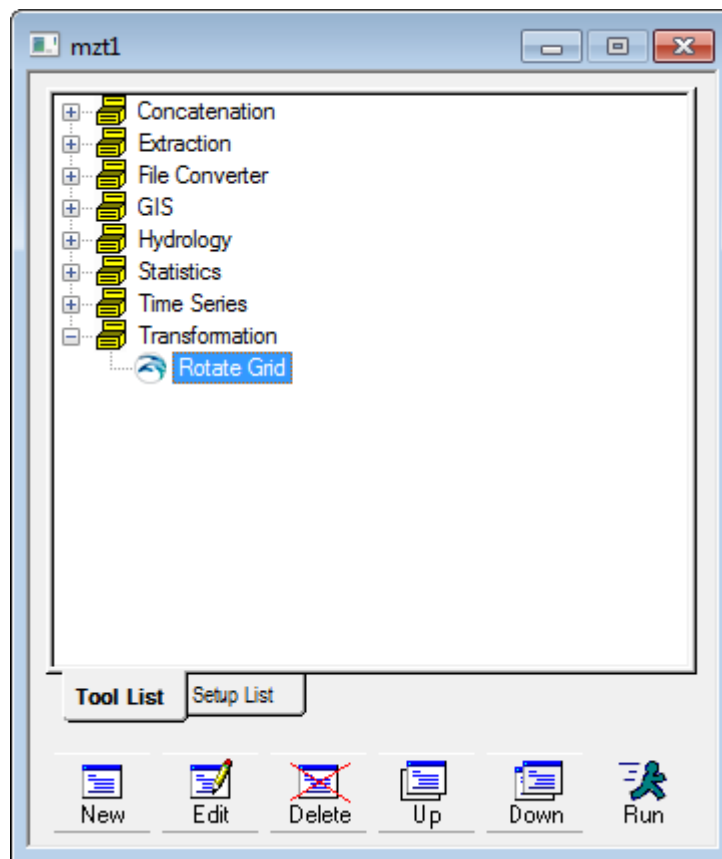 mzt1
Concatenation
Extraction
File Converter
GIS
Hydrology
Statistics
Time Series
Transformation
Rotate Grid
Tool List Setup List
New Edit Delete Up Down Run